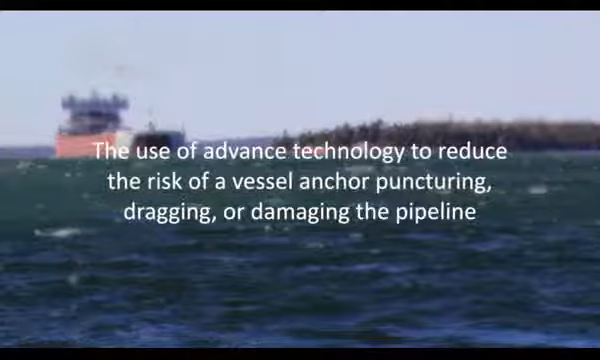 The use of advance technology to reduce
the risk of a vessel anchor puncturing,
dragging, or damaging the pipeline